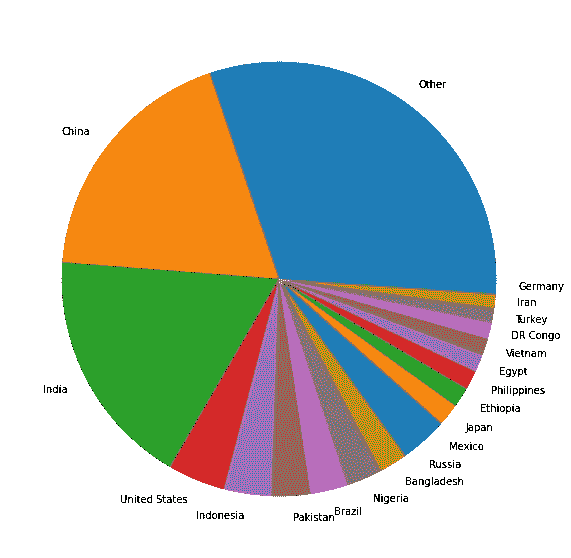 Other
China
Germany
Iran
Turkey
DR Congo
Vietnam
India
Egypt
Philippines
Ethiopia
Japan
Mexico
Russia
Bangladesh
United States
Nigeria
Indonesia
Pakistan
Brazil